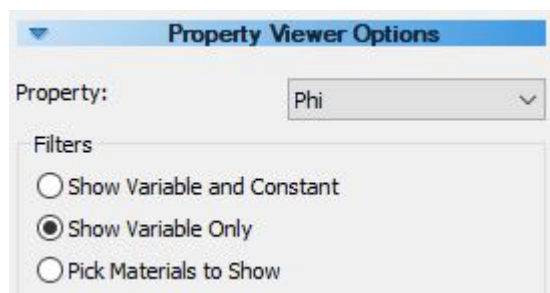 Property Viewer Options
Property: Phi
Filters
Show Variable and Constant
Show Variable Only
Pick Materials to Show